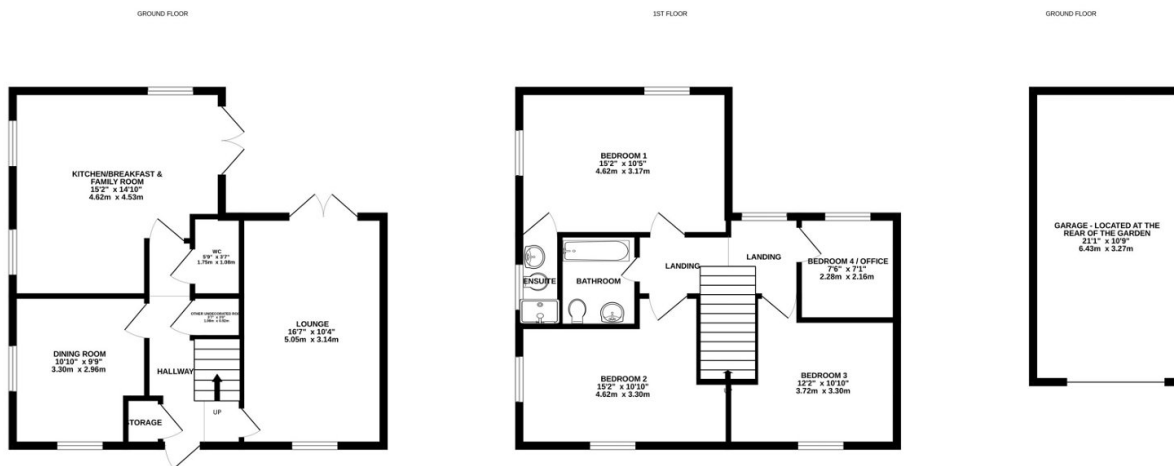 GROUND FLOOR
KITCHEN/BREAKFAST &
FAMILY ROOM
15'2" x 14'10"
4.62m x 4.53m
WC
5'9" x 3'7"
1.75m x 1.08m
DINING ROOM
10'10" x 9'9"
3.30m x 2.96m
HALLWAY
LOUNGE
16'7" x 10'4"
5.05m x 3.14m
STORAGE
UP
1ST FLOOR
BEDROOM 1
15'2" x 10'5"
4.62m x 3.17m
ENSUITE
BATHROOM
LANDING
LANDING
BEDROOM 4 / OFFICE
7'6" x 7'1"
2.28m x 2.16m
BEDROOM 2
15'2" x 10'10"
4.62m x 3.30m
BEDROOM 3
12'2" x 10'10"
3.72m x 3.30m
GROUND FLOOR
GARAGE - LOCATED AT THE
REAR OF THE GARDEN
21'1" x 10'9"
6.43m x 3.27m